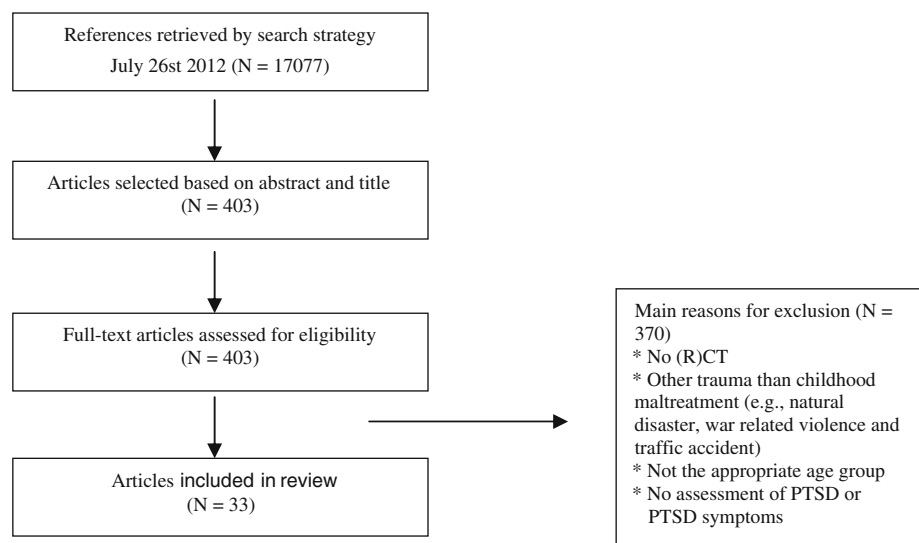 References retrieved by search strategy
July 26st 2012 (N = 17077)
Articles selected based on abstract and title
(N = 403)
Full-text articles assessed for eligibility
(N = 403)
Main reasons for exclusion (N =
370)
* No (R)CT
* Other trauma than childhood
maltreatment (e.g., natural
disaster, war related violence and
traffic accident)
* Not the appropriate age group
* No assessment of PTSD or
PTSD symptoms
Articles included in review
(N = 33)